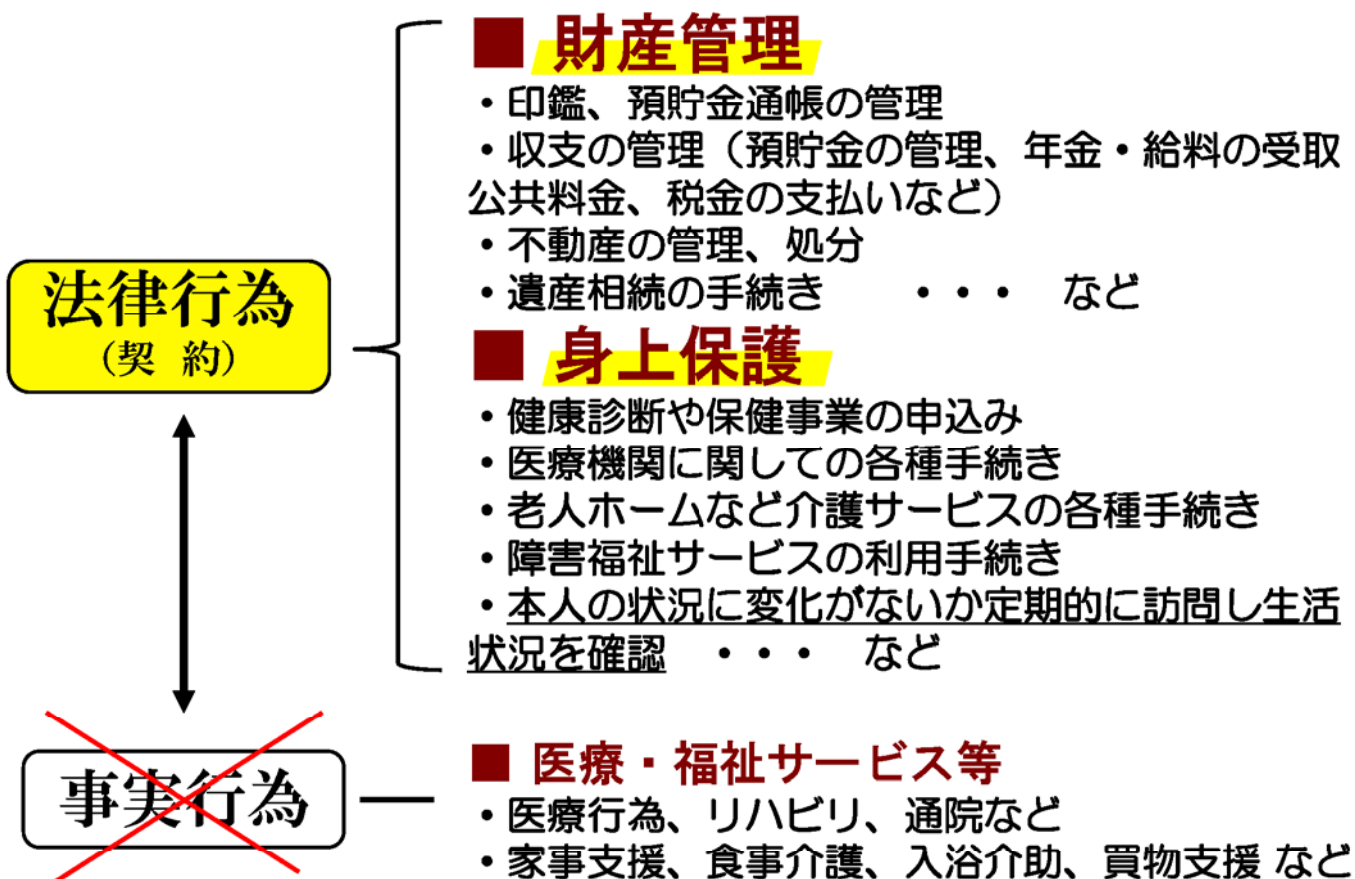 ■ 財産管理
・印鑑、預貯金通帳の管理
・収支の管理（預貯金の管理、年金・給料の受取
公共料金、税金の支払いなど）
・不動産の管理、処分
・遺産相続の手続き　・・・　など
法律行為
（契 約）
■ 身上保護
・健康診断や保健事業の申込み
・医療機関に関しての各種手続き
・老人ホームなど介護サービスの各種手続き
・障害福祉サービスの利用手続き
・本人の状況に変化がないか定期的に訪問し生活
状況を確認　・・・　など
事実行為
■ 医療・福祉サービス等
・医療行為、リハビリ、通院など
・家事支援、食事介護、入浴介助、買物支援 など